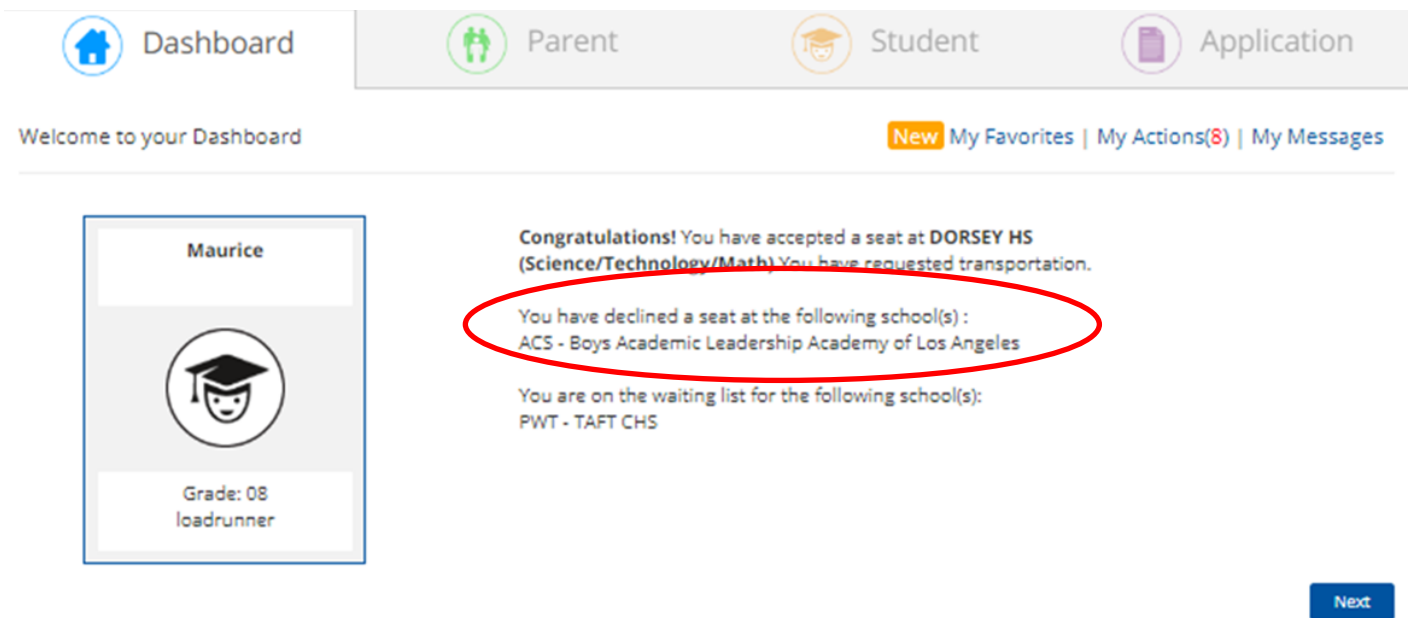 Dashboard
Parent
Student
Application
Welcome to your Dashboard
New My Favorites | My Actions(8) | My Messages
Maurice
Grade: 08
loadrunner
Congratulations! You have accepted a seat at DORSEY HS
(Science/Technology/Math) You have requested transportation.
You have declined a seat at the following school(s) :
ACS - Boys Academic Leadership Academy of Los Angeles
You are on the waiting list for the following school(s):
PWT - TAFT CHS
Next